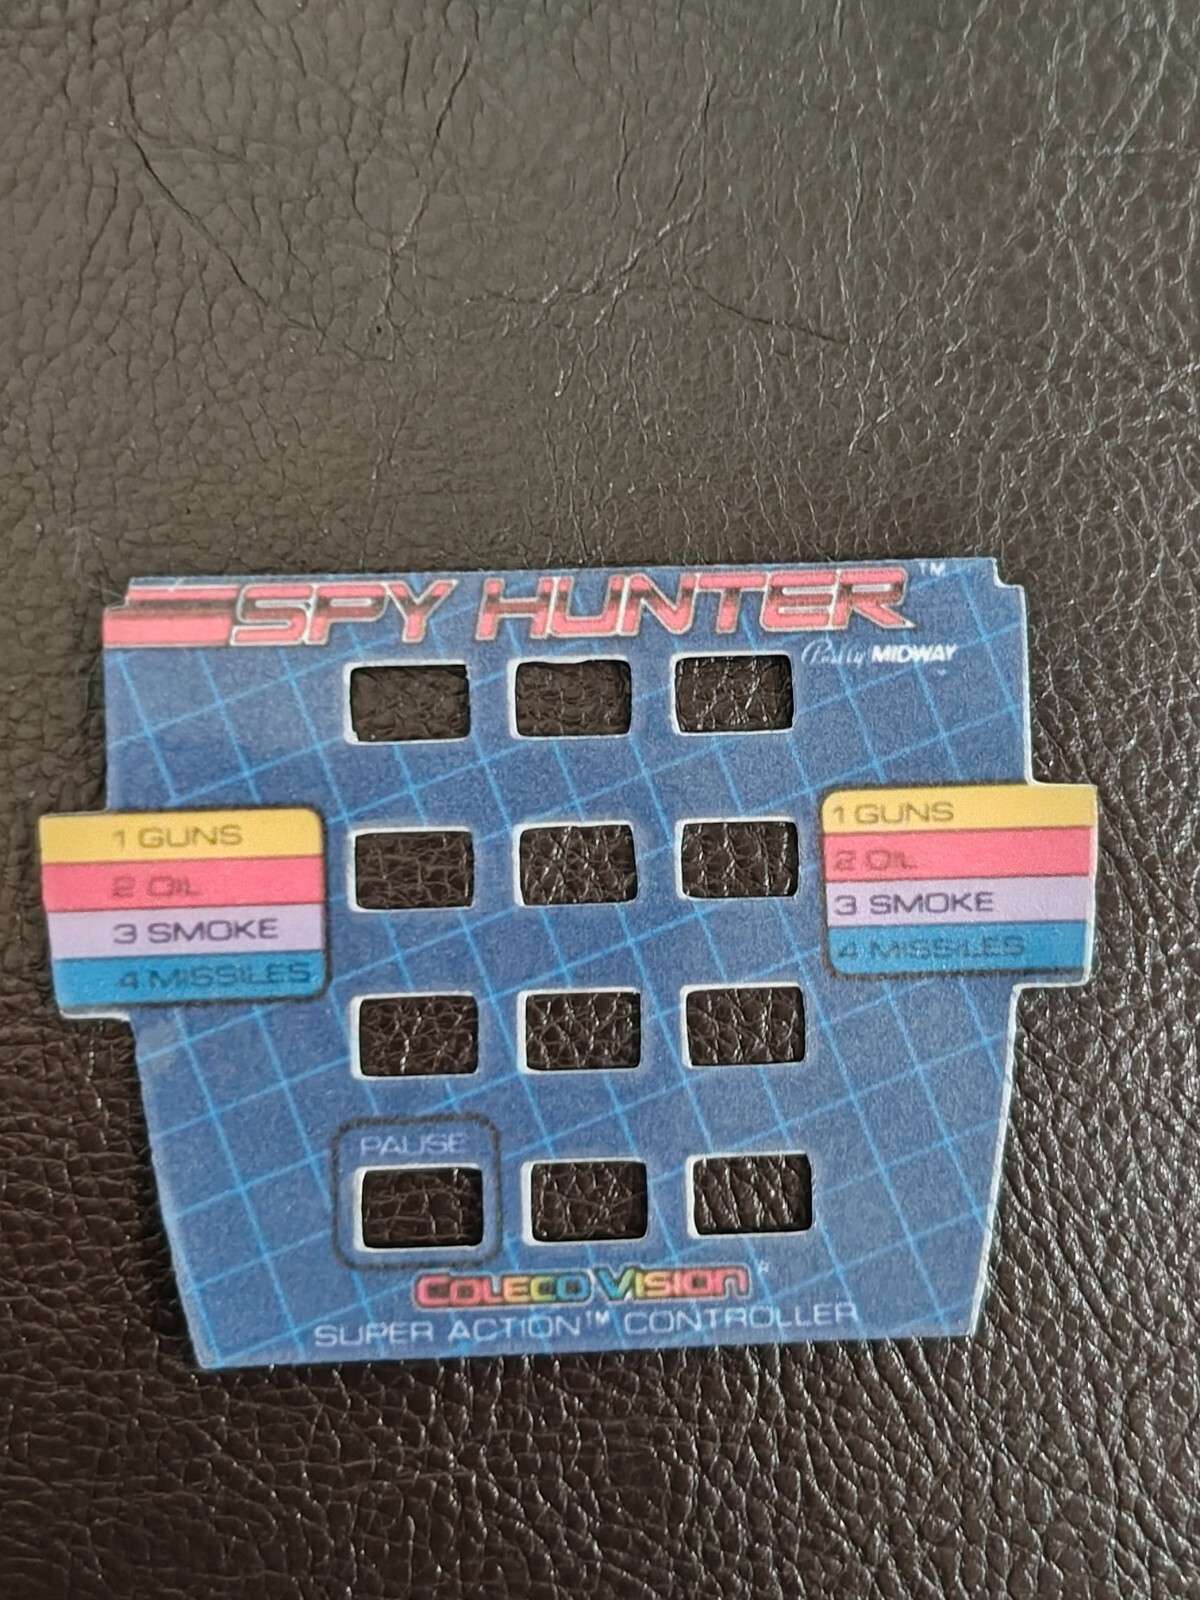 SPY HUNTER™
Bally MIDWAY
1 GUNS
2 OIL
3 SMOKE
4 MISSILES
1 GUNS
2 OIL
3 SMOKE
4 MISSILES
PAUSE
COLECOVISION®
SUPER ACTION™ CONTROLLER